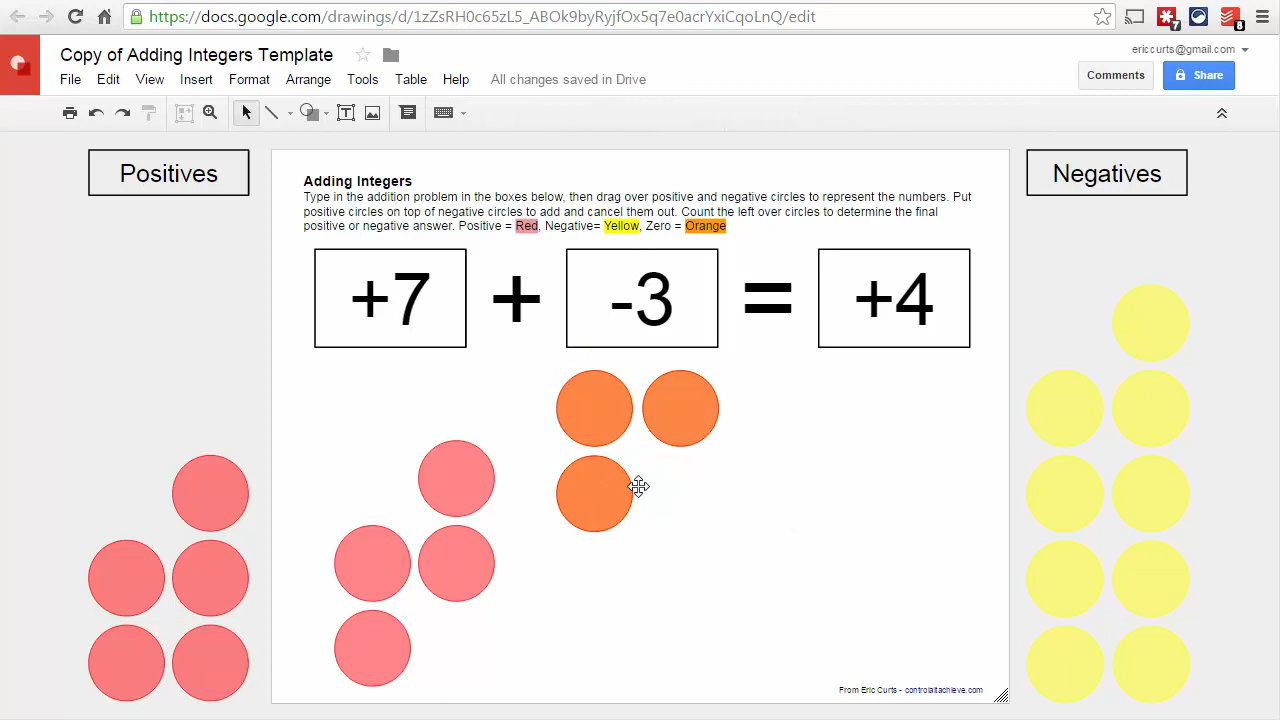 https://docs.google.com/drawings/d/1zZsRH0c65zL5_ABOk9byRyjfOx5q7e0acrYxiCqoLnQ/edit
7
8
Copy of Adding Integers Template
ericcurts@gmail.com
File Edit View Insert Format Arrange Tools Table Help All changes saved in Drive
Comments Share
Positives
Negatives
Adding Integers
Type in the addition problem in the boxes below, then drag over positive and negative circles to represent the numbers. Put
positive circles on top of negative circles to add and cancel them out. Count the left over circles to determine the final
positive or negative answer. Positive = Red, Negative= Yellow, Zero = Orange
+7 + -3 = +4
From Eric Curts - controlaltachieve.com